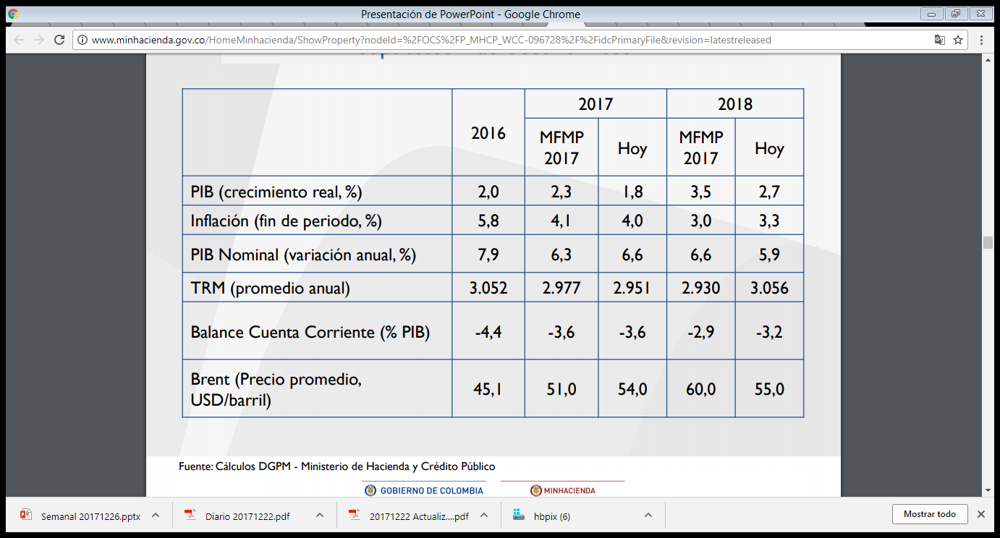 Presentación de PowerPoint - Google Chrome
www.minhacienda.gov.co/HomeMinhacienda/ShowProperty?nodeId=%2FOCS%2FP_MHCP_WCC-096728%2F%2FidcPrimaryFile&revision=latestreleased
2016 2017 2018
MFMP 2017 Hoy MFMP 2017 Hoy
PIB (crecimiento real, %) 2,0 2,3 1,8 3,5 2,7
Inflación (fin de periodo, %) 5,8 4,1 4,0 3,0 3,3
PIB Nominal (variación anual, %) 7,9 6,3 6,6 6,6 5,9
TRM (promedio anual) 3.052 2.977 2.951 2.930 3.056
Balance Cuenta Corriente (% PIB) -4,4 -3,6 -3,6 -2,9 -3,2
Brent (Precio promedio,
USD/barril) 45,1 51,0 54,0 60,0 55,0
Fuente: Cálculos DGPM - Ministerio de Hacienda y Crédito Público
GOBIERNO DE COLOMBIA MINHACIENDA
Semanal 20171226.pptx Diario 20171222.pdf 20171222 Actualiz....pdf hbpix (6) Mostrar todo